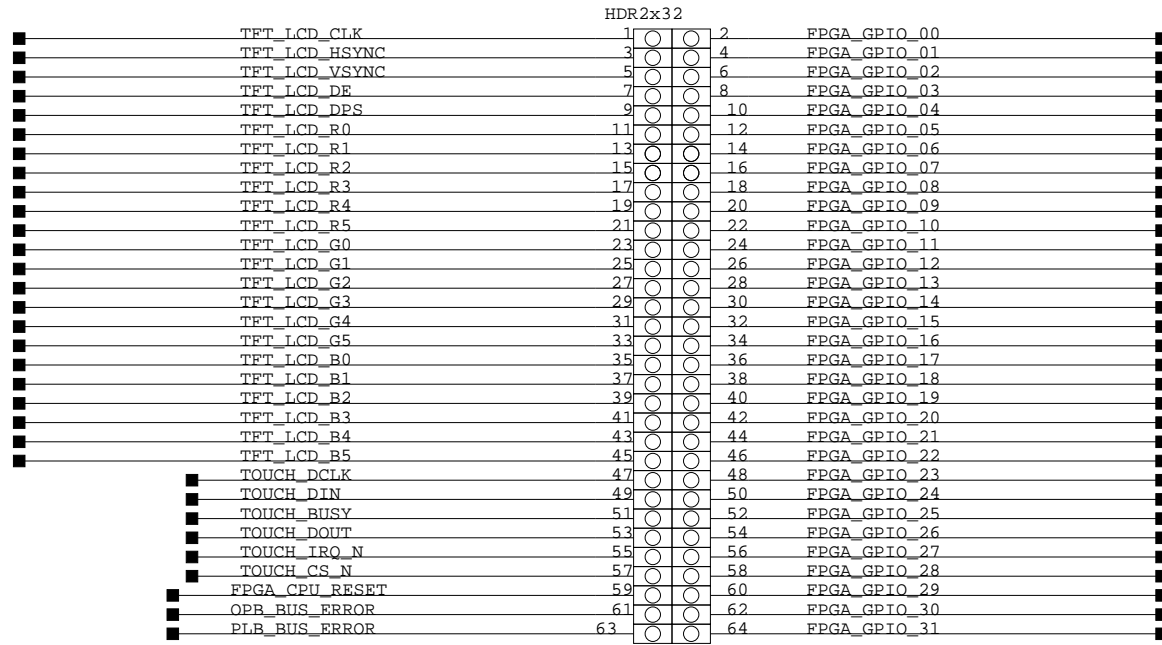 HDR2x32
TFT_LCD_CLK 1 2 FPGA_GPIO_00
TFT_LCD_HSYNC 3 4 FPGA_GPIO_01
TFT_LCD_VSYNC 5 6 FPGA_GPIO_02
TFT_LCD_DE 7 8 FPGA_GPIO_03
TFT_LCD_DPS 9 10 FPGA_GPIO_04
TFT_LCD_R0 11 12 FPGA_GPIO_05
TFT_LCD_R1 13 14 FPGA_GPIO_06
TFT_LCD_R2 15 16 FPGA_GPIO_07
TFT_LCD_R3 17 18 FPGA_GPIO_08
TFT_LCD_R4 19 20 FPGA_GPIO_09
TFT_LCD_R5 21 22 FPGA_GPIO_10
TFT_LCD_G0 23 24 FPGA_GPIO_11
TFT_LCD_G1 25 26 FPGA_GPIO_12
TFT_LCD_G2 27 28 FPGA_GPIO_13
TFT_LCD_G3 29 30 FPGA_GPIO_14
TFT_LCD_G4 31 32 FPGA_GPIO_15
TFT_LCD_G5 33 34 FPGA_GPIO_16
TFT_LCD_B0 35 36 FPGA_GPIO_17
TFT_LCD_B1 37 38 FPGA_GPIO_18
TFT_LCD_B2 39 40 FPGA_GPIO_19
TFT_LCD_B3 41 42 FPGA_GPIO_20
TFT_LCD_B4 43 44 FPGA_GPIO_21
TFT_LCD_B5 45 46 FPGA_GPIO_22
TOUCH_DCLK 47 48 FPGA_GPIO_23
TOUCH_DIN 49 50 FPGA_GPIO_24
TOUCH_BUSY 51 52 FPGA_GPIO_25
TOUCH_DOUT 53 54 FPGA_GPIO_26
TOUCH_IRQ_N 55 56 FPGA_GPIO_27
TOUCH_CS_N 57 58 FPGA_GPIO_28
FPGA_CPU_RESET 59 60 FPGA_GPIO_29
OPB_BUS_ERROR 61 62 FPGA_GPIO_30
PLB_BUS_ERROR 63 64 FPGA_GPIO_31